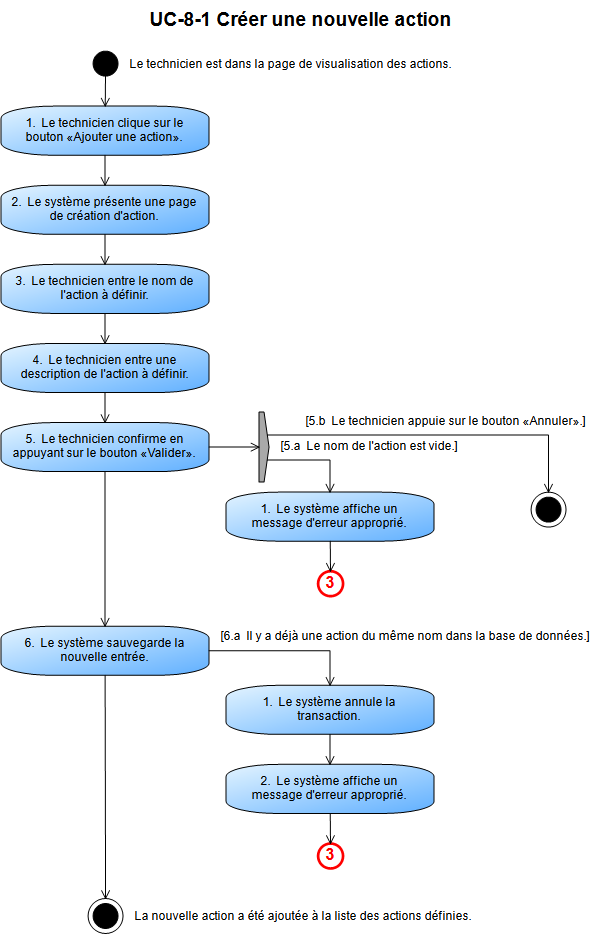 UC-8-1 Créer une nouvelle action
Le technicien est dans la page de visualisation des actions.
1. Le technicien clique sur le
bouton «Ajouter une action».
2. Le système présente une page
de création d'action.
3. Le technicien entre le nom de
l'action à définir.
4. Le technicien entre une
description de l'action à définir.
5. Le technicien confirme en
appuyant sur le bouton «Valider».
[5.b Le technicien appuie sur le bouton «Annuler».]
[5.a Le nom de l'action est vide.]
1. Le système affiche un
message d'erreur approprié.
3
6. Le système sauvegarde la
nouvelle entrée.
[6.a Il y a déjà une action du même nom dans la base de données.]
1. Le système annule la
transaction.
2. Le système affiche un
message d'erreur approprié.
3
La nouvelle action a été ajoutée à la liste des actions définies.